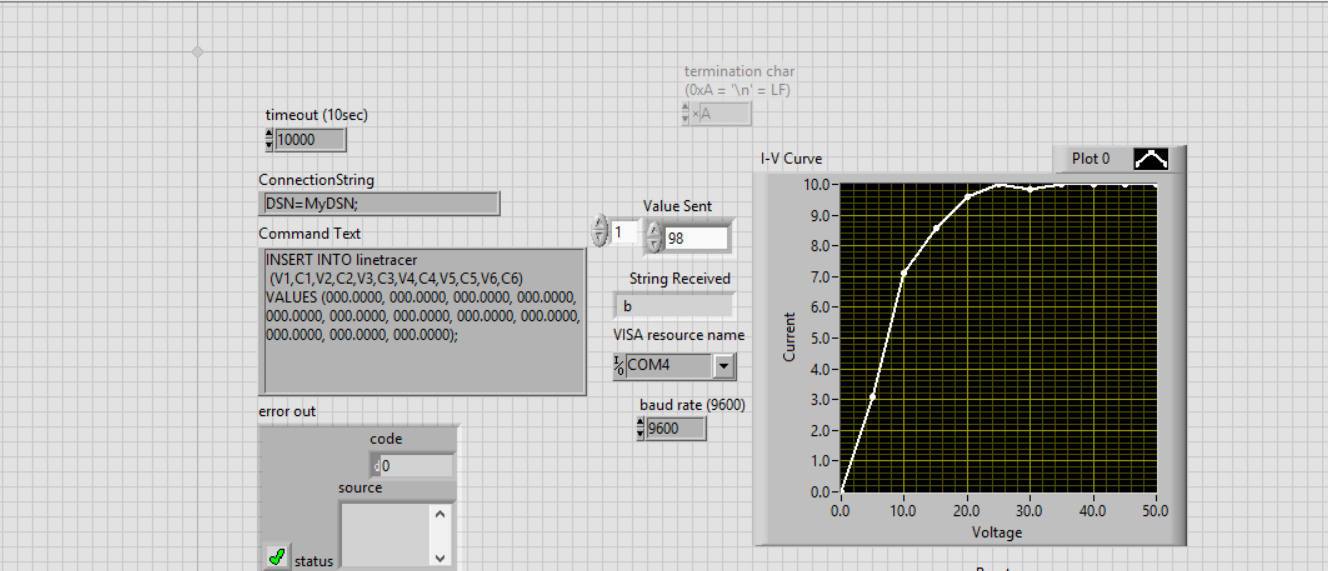 termination char
(0xA = '\n' = LF)
×A
timeout (10sec)
10000
ConnectionString
DSN=MyDSN;
Command Text
INSERT INTO linetracer
(V1,C1,V2,C2,V3,C3,V4,C4,V5,C5,V6,C6)
VALUES (000.0000, 000.0000, 000.0000, 000.0000,
000.0000, 000.0000, 000.0000, 000.0000, 000.0000,
000.0000, 000.0000, 000.0000);
error out
code
d0
source
status
Value Sent
1
98
String Received
b
VISA resource name
I/O COM4
baud rate (9600)
9600
I-V Curve
Plot 0
10.0
9.0
8.0
7.0
6.0
5.0
4.0
3.0
2.0
1.0
0.0
Current
0.0 10.0 20.0 30.0 40.0 50.0
Voltage